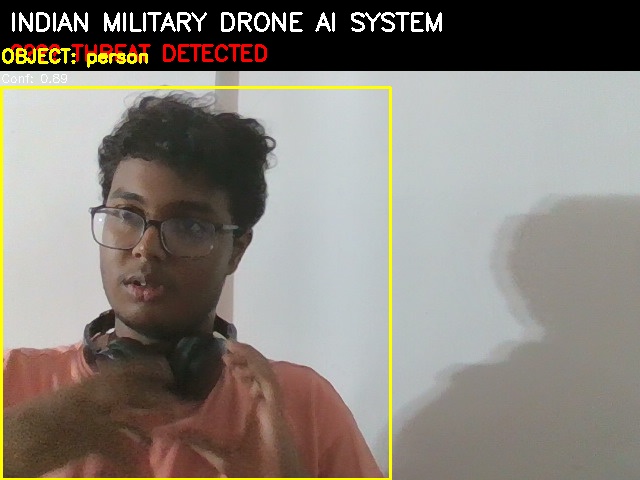 INDIAN MILITARY DRONE AI SYSTEM
THREAT DETECTED
OBJECT: person
Conf: 0.89